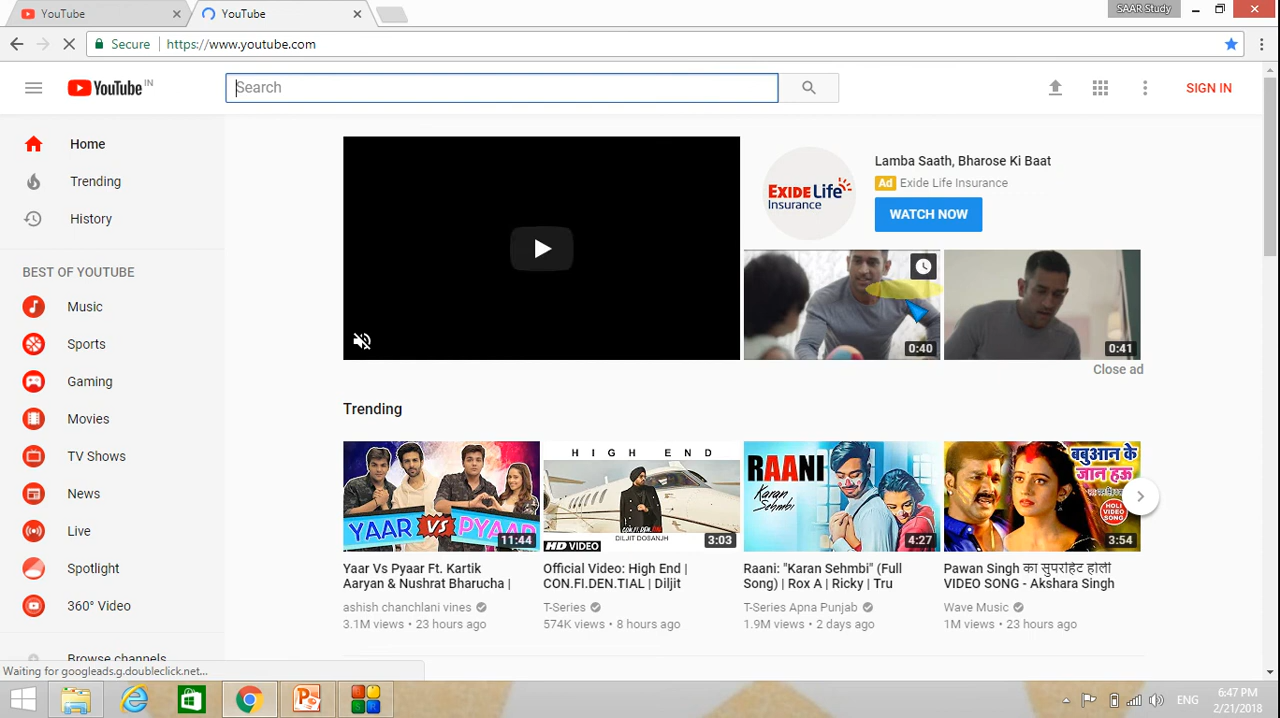 YouTube
YouTube
SAAR Study
Secure
https://www.youtube.com
YouTube IN
Search
SIGN IN
Home
Trending
History
BEST OF YOUTUBE
Music
Sports
Gaming
Movies
TV Shows
News
Live
Spotlight
360° Video
Browse channels
EXIDE Life
Insurance
Lamba Saath, Bharose Ki Baat
Ad Exide Life Insurance
WATCH NOW
0:40
0:41
Close ad
Trending
YAAR VS PYAAR
11:44
Yaar Vs Pyaar Ft. Kartik
Aaryan & Nushrat Bharucha |
ashish chanchlani vines
3.1M views • 23 hours ago
HIGH END
CON.FI.DEN.TIAL
DILJIT DOSANJH
HD VIDEO
3:03
Official Video: High End |
CON.FI.DEN.TIAL | Diljit
T-Series
574K views • 8 hours ago
RAANI
Karan
Sehmbi
4:27
Raani: "Karan Sehmbi" (Full
Song) | Rox A | Ricky | Tru
T-Series Apna Punjab
1.9M views • 2 days ago
बबुआन के
जान हऊ
HOLI
VIDEO
SONG
3:54
Pawan Singh का सुपरहिट होली
VIDEO SONG - Akshara Singh
Wave Music
1M views • 23 hours ago
Waiting for googleads.g.doubleclick.net...
ENG
6:47 PM
2/21/2018